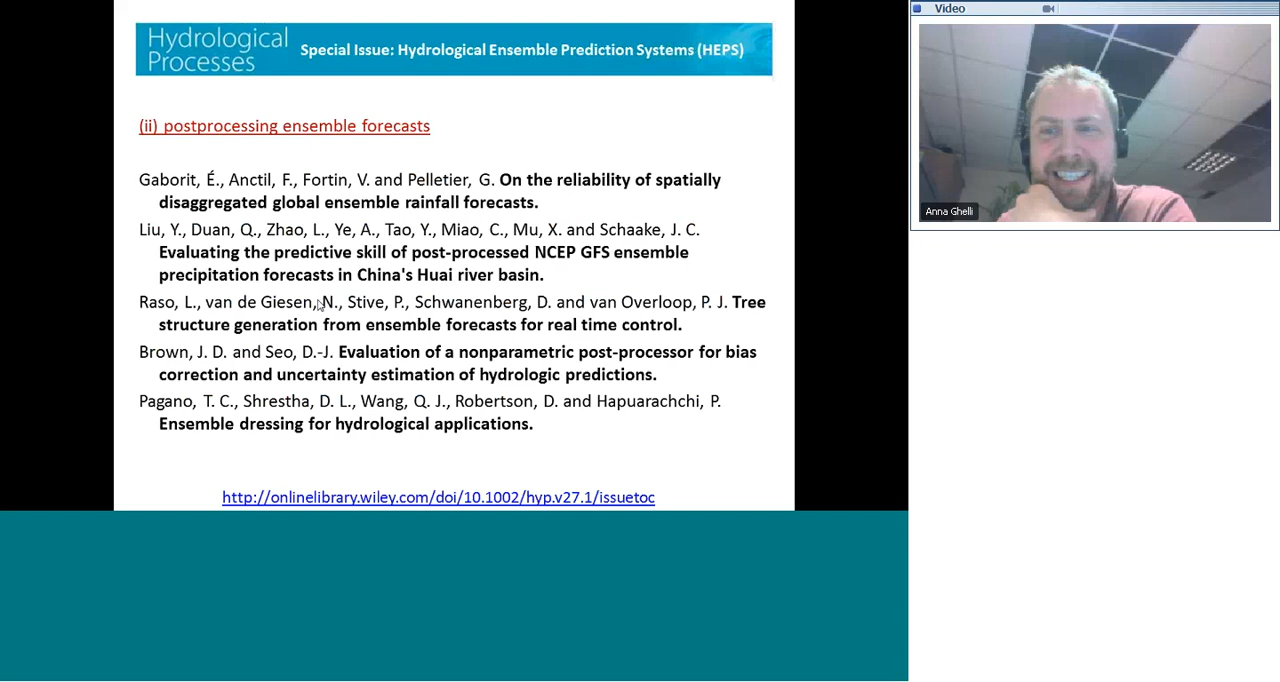 Hydrological
Processes
Special Issue: Hydrological Ensemble Prediction Systems (HEPS)
(ii) postprocessing ensemble forecasts
Gaborit, É., Anctil, F., Fortin, V. and Pelletier, G. On the reliability of spatially
disaggregated global ensemble rainfall forecasts.
Liu, Y., Duan, Q., Zhao, L., Ye, A., Tao, Y., Miao, C., Mu, X. and Schaake, J. C.
Evaluating the predictive skill of post-processed NCEP GFS ensemble
precipitation forecasts in China's Huai river basin.
Raso, L., van de Giesen, N., Stive, P., Schwanenberg, D. and van Overloop, P. J. Tree
structure generation from ensemble forecasts for real time control.
Brown, J. D. and Seo, D.-J. Evaluation of a nonparametric post-processor for bias
correction and uncertainty estimation of hydrologic predictions.
Pagano, T. C., Shrestha, D. L., Wang, Q. J., Robertson, D. and Hapuarachchi, P.
Ensemble dressing for hydrological applications.
http://onlinelibrary.wiley.com/doi/10.1002/hyp.v27.1/issuetoc
Video
Anna Ghelli